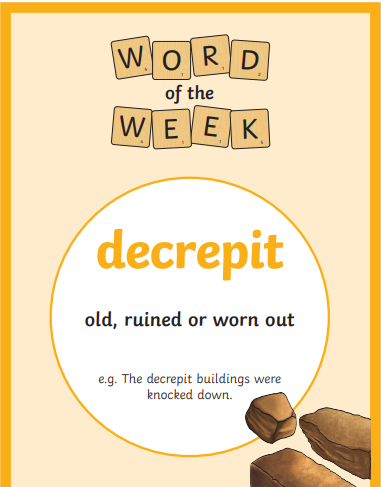 WORD
of the
WEEK
decrepit
old, ruined or worn out
e.g. The decrepit buildings were
knocked down.